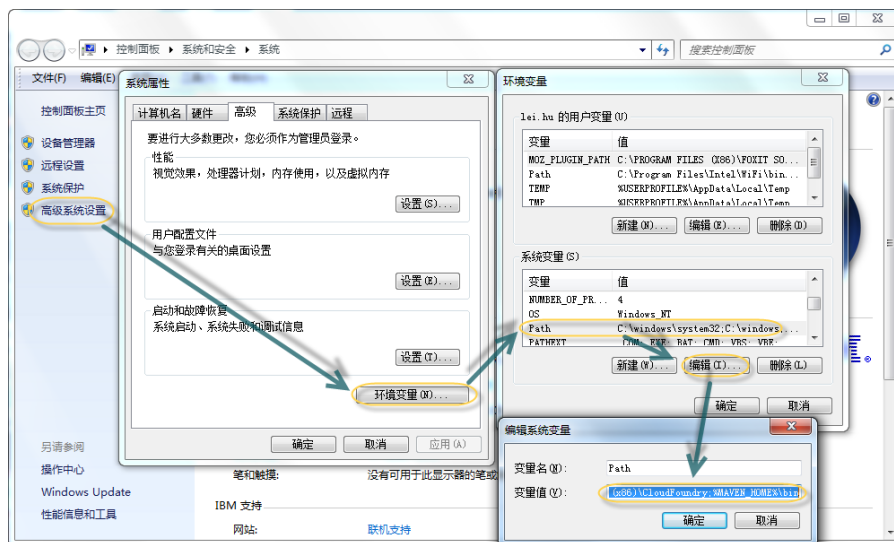 控制面板 ▸ 系统和安全 ▸ 系统
搜索控制面板
文件(F) 编辑(E)
控制面板主页
设备管理器
远程设置
系统保护
高级系统设置
另请参阅
操作中心
Windows Update
性能信息和工具
系统属性
计算机名 硬件 高级 系统保护 远程
要进行大多数更改，您必须作为管理员登录。
性能
视觉效果，处理器计划，内存使用，以及虚拟内存
设置(S)...
用户配置文件
与您登录有关的桌面设置
设置(E)...
启动和故障恢复
系统启动、系统失败和调试信息
设置(T)...
环境变量(N)...
确定 取消 应用(A)
笔和触摸: 没有可用于此显示器的笔或
IBM 支持
网站: 联机支持
环境变量
lei.hu 的用户变量(U)
变量 值
MOZ_PLUGIN_PATH C:\PROGRAM FILES (X86)\FOXIT SO...
Path C:\Program Files\Intel\WiFi\bin...
TEMP %USERPROFILE%\AppData\Local\Temp
TMP %USERPROFILE%\AppData\Local\Temp
新建(N)... 编辑(E)... 删除(D)
系统变量(S)
变量 值
NUMBER_OF_PR... 4
OS Windows_NT
Path C:\windows\system32;C:\windows,...
PATHEXT .COM;.EXE;.BAT;.CMD;.VBS;.VBE;
新建(W)... 编辑(I)... 删除(L)
确定 取消
编辑系统变量
变量名(N): Path
变量值(V): (x86)\CloudFoundry;%MAVEN_HOME%\bin
确定 取消